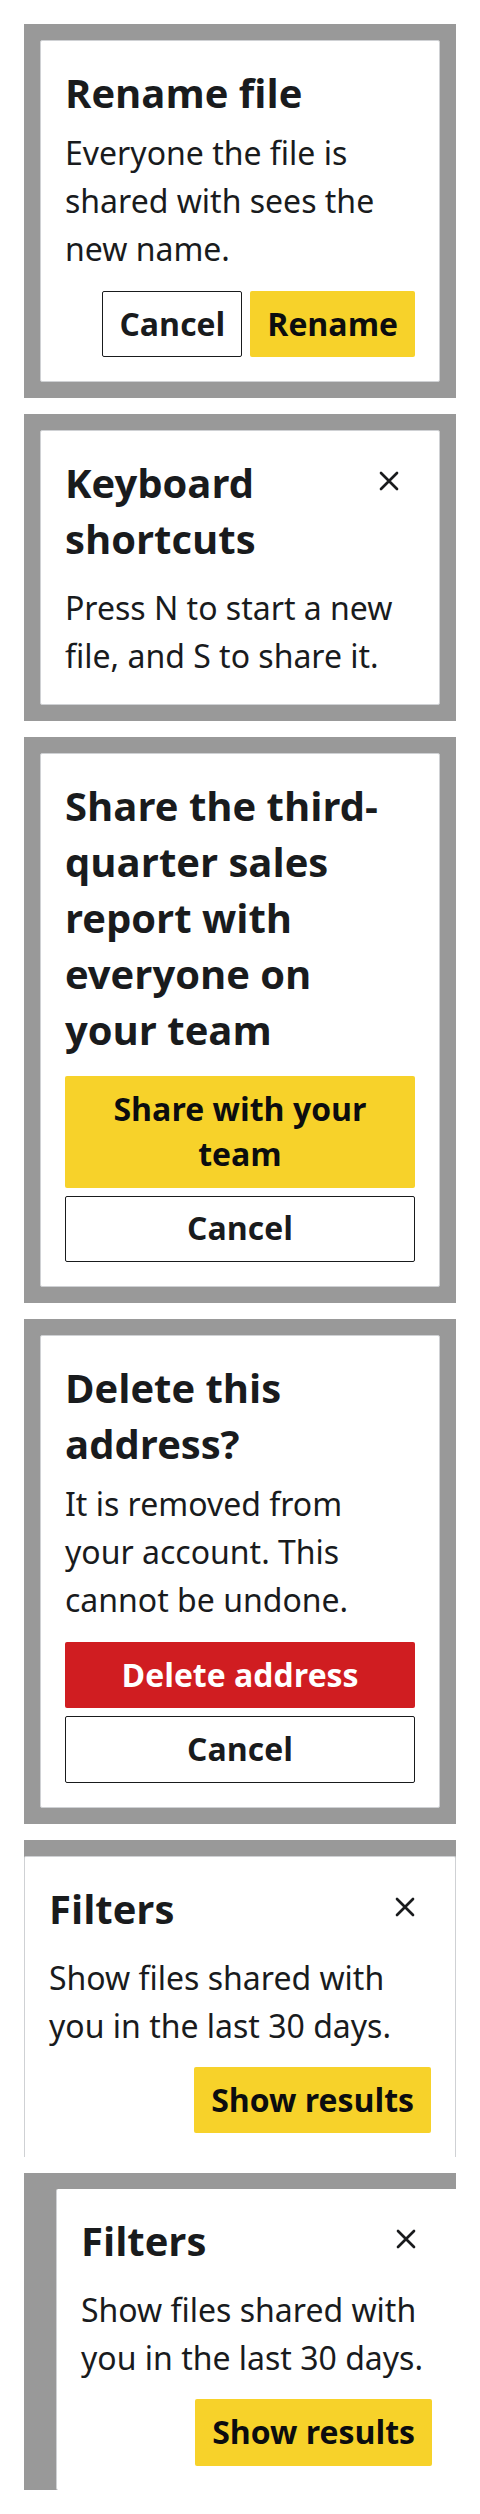 Rename file
Everyone the file is
shared with sees the
new name.
Cancel Rename
Keyboard
shortcuts
Press N to start a new
file, and S to share it.
Share the third-
quarter sales
report with
everyone on
your team
Share with your
team
Cancel
Delete this
address?
It is removed from
your account. This
cannot be undone.
Delete address
Cancel
Filters
Show files shared with
you in the last 30 days.
Show results
Filters
Show files shared with
you in the last 30 days.
Show results